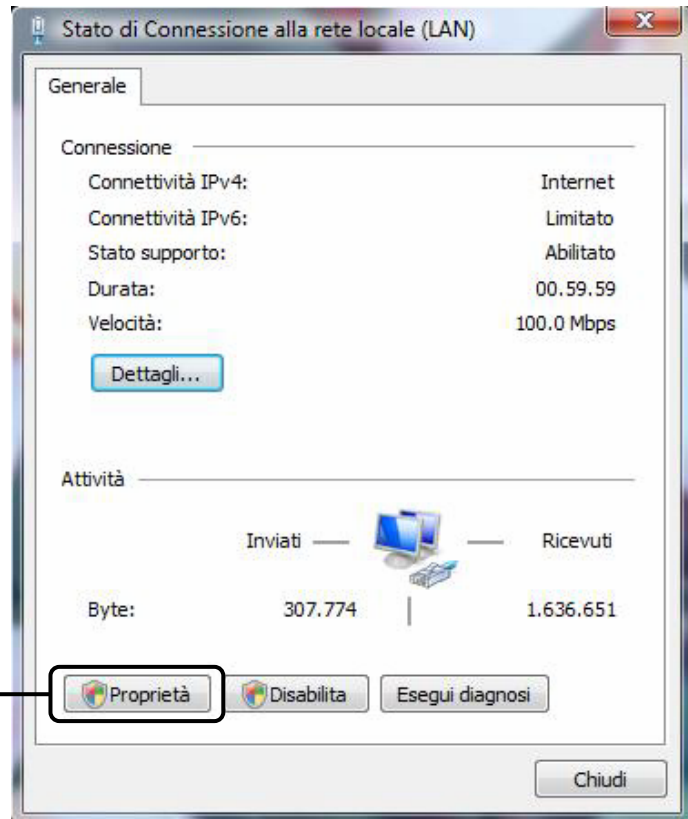 Stato di Connessione alla rete locale (LAN)
Generale
Connessione
Connettività IPv4: Internet
Connettività IPv6: Limitato
Stato supporto: Abilitato
Durata: 00.59.59
Velocità: 100.0 Mbps
Dettagli...
Attività
Inviati Ricevuti
Byte: 307.774 1.636.651
Proprietà Disabilita Esegui diagnosi
Chiudi